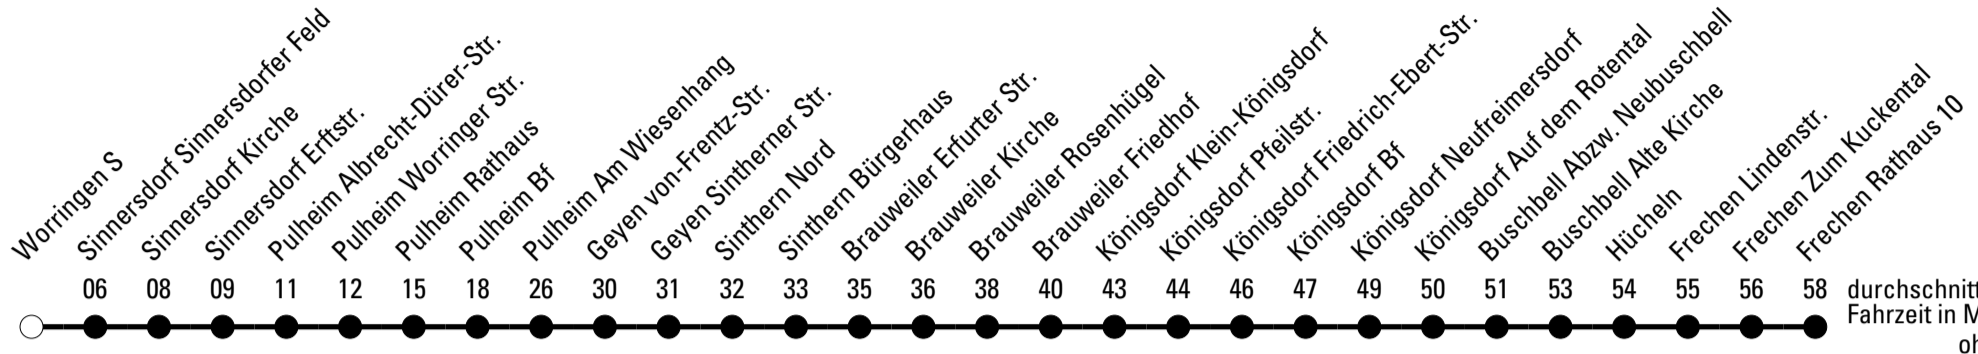 Worringen S
Sinnersdorf Sinnersdorfer Feld
Sinnersdorf Kirche
Sinnersdorf Erftstr.
Pulheim Albrecht-Dürer-Str.
Pulheim Worringer Str.
Pulheim Rathaus
Pulheim Bf
Pulheim Am Wiesenhang
Geyen von-Frentz-Str.
Geyen Sintherner Str.
Sinthern Nord
Sinthern Bürgerhaus
Brauweiler Erfurter Str.
Brauweiler Kirche
Brauweiler Rosenhügel
Brauweiler Friedhof
Königsdorf Klein-Königsdorf
Königsdorf Pfeilstr.
Königsdorf Friedrich-Ebert-Str.
Königsdorf Bf
Königsdorf Neufreimersdorf
Königsdorf Auf dem Rotental
Buschbell Abzw. Neubuschbell
Buschbell Alte Kirche
Hücheln
Frechen Lindenstr.
Frechen Zum Kuckental
Frechen Rathaus 10
06 08 09 11 12 15 18 26 30 31 32 33 35 36 38 40 43 44 46 47 49 50 51 53 54 55 56 58 durchschnitt
Fahrzeit in M
oh